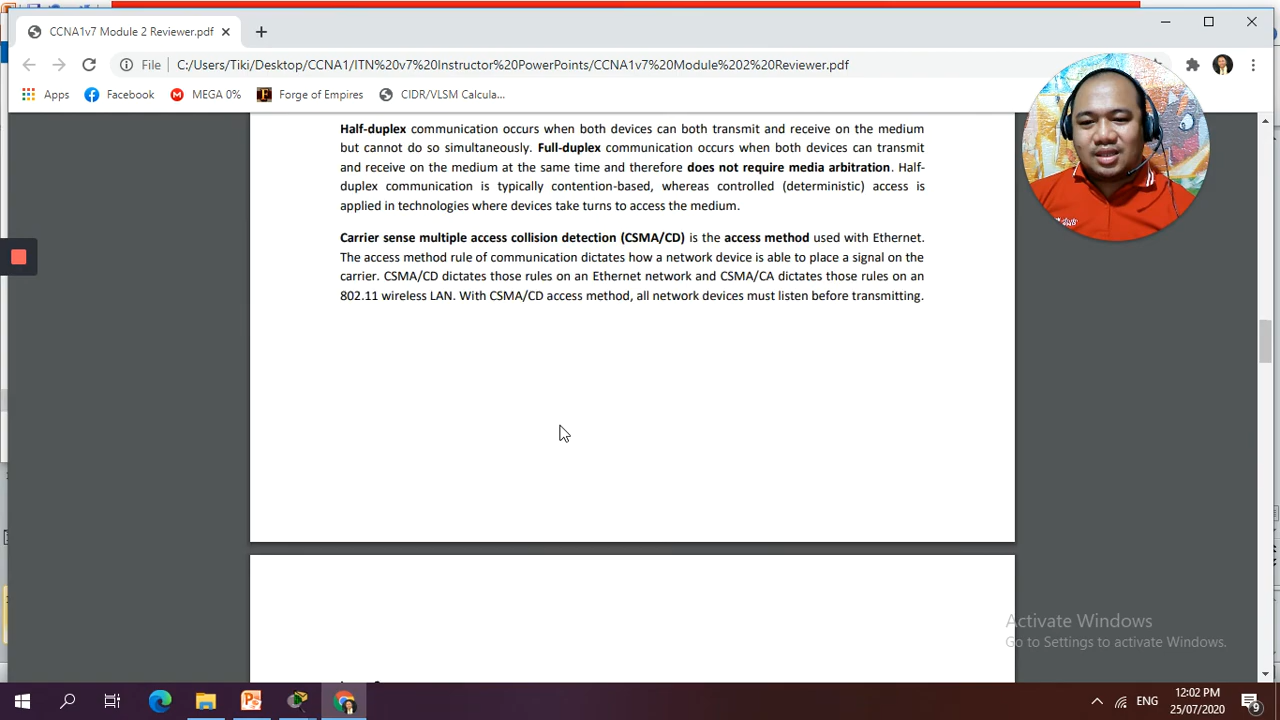 CCNA1v7 Module 2 Reviewer.pdf
File C:/Users/Tiki/Desktop/CCNA1/ITN%20v7%20Instructor%20PowerPoints/CCNA1v7%20Module%202%20Reviewer.pdf
Apps Facebook MEGA 0% Forge of Empires CIDR/VLSM Calcula...
Half-duplex communication occurs when both devices can both transmit and receive on the medium
but cannot do so simultaneously. Full-duplex communication occurs when both devices can transmit
and receive on the medium at the same time and therefore does not require media arbitration. Half-
duplex communication is typically contention-based, whereas controlled (deterministic) access is
applied in technologies where devices take turns to access the medium.
Carrier sense multiple access collision detection (CSMA/CD) is the access method used with Ethernet.
The access method rule of communication dictates how a network device is able to place a signal on the
carrier. CSMA/CD dictates those rules on an Ethernet network and CSMA/CA dictates those rules on an
802.11 wireless LAN. With CSMA/CD access method, all network devices must listen before transmitting.
Activate Windows
Go to Settings to activate Windows.
ENG
12:02 PM
25/07/2020
9